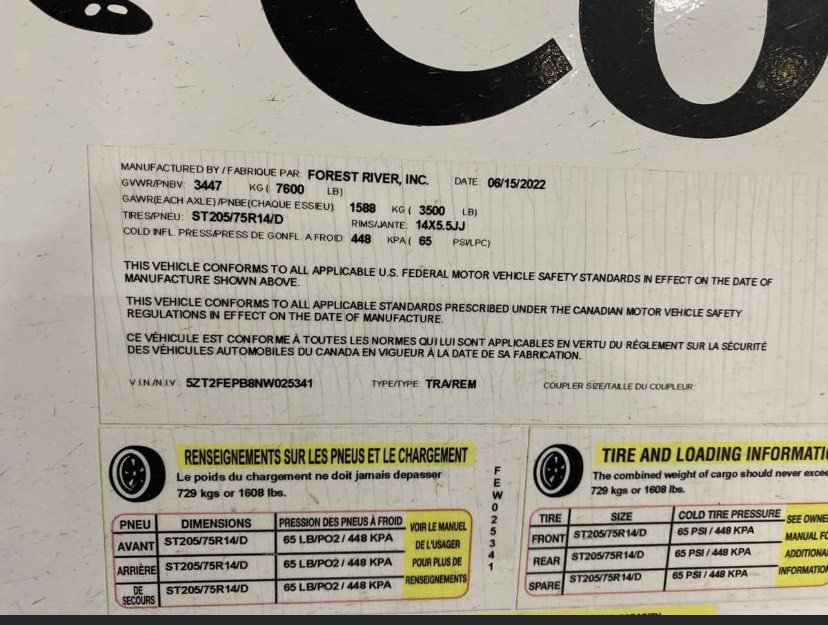 Co
MANUFACTURED BY / FABRIQUE PAR: FOREST RIVER, INC. DATE: 06/15/2022
GVWR/PNBV: 3447 KG ( 7600 LB)
GAWR(EACH AXLE) /PNBE(CHAQUE ESSIEU): 1588 KG ( 3500 LB)
TIRES/PNEU: ST205/75R14/D RIMS/JANTE: 14X5.5JJ
COLD INFL. PRESS/PRESS DE GONFL. A FROID: 448 KPA ( 65 PSI/LPC)
THIS VEHICLE CONFORMS TO ALL APPLICABLE U.S. FEDERAL MOTOR VEHICLE SAFETY STANDARDS IN EFFECT ON THE DATE OF
MANUFACTURE SHOWN ABOVE.
THIS VEHICLE CONFORMS TO ALL APPLICABLE STANDARDS PRESCRIBED UNDER THE CANADIAN MOTOR VEHICLE SAFETY
REGULATIONS IN EFFECT ON THE DATE OF MANUFACTURE.
CE VÉHICULE EST CONFORME À TOUTES LES NORMES QUI LUI SONT APPLICABLES EN VERTU DU RÉGLEMENT SUR LA SÉCURITÉ
DES VÉHICULES AUTOMOBILES DU CANADA EN VIGUEUR À LA DATE DE SA FABRICATION.
V.I.N./N.I.V.: 5ZT2FEPB8NW025341 TYPE/TYPE: TRA/REM COUPLER SIZE/TAILLE DU COUPLEUR:
RENSEIGNEMENTS SUR LES PNEUS ET LE CHARGEMENT
Le poids du chargement ne doit jamais depasser
729 kgs or 1608 lbs.
PNEU DIMENSIONS PRESSION DES PNEUS À FROID
AVANT ST205/75R14/D 65 LB/PO2 / 448 KPA
ARRIÈRE ST205/75R14/D 65 LB/PO2 / 448 KPA
DE SECOURS ST205/75R14/D 65 LB/PO2 / 448 KPA
VOIR LE MANUEL
DE L'USAGER
POUR PLUS DE
RENSEIGNEMENTS
FEW025341
TIRE AND LOADING INFORMATI
The combined weight of cargo should never excee
729 kgs or 1608 lbs.
TIRE SIZE COLD TIRE PRESSURE
FRONT ST205/75R14/D 65 PSI / 448 KPA
REAR ST205/75R14/D 65 PSI / 448 KPA
SPARE ST205/75R14/D 65 PSI / 448 KPA
SEE OWNE
MANUAL FO
ADDITIONA
INFORMATION